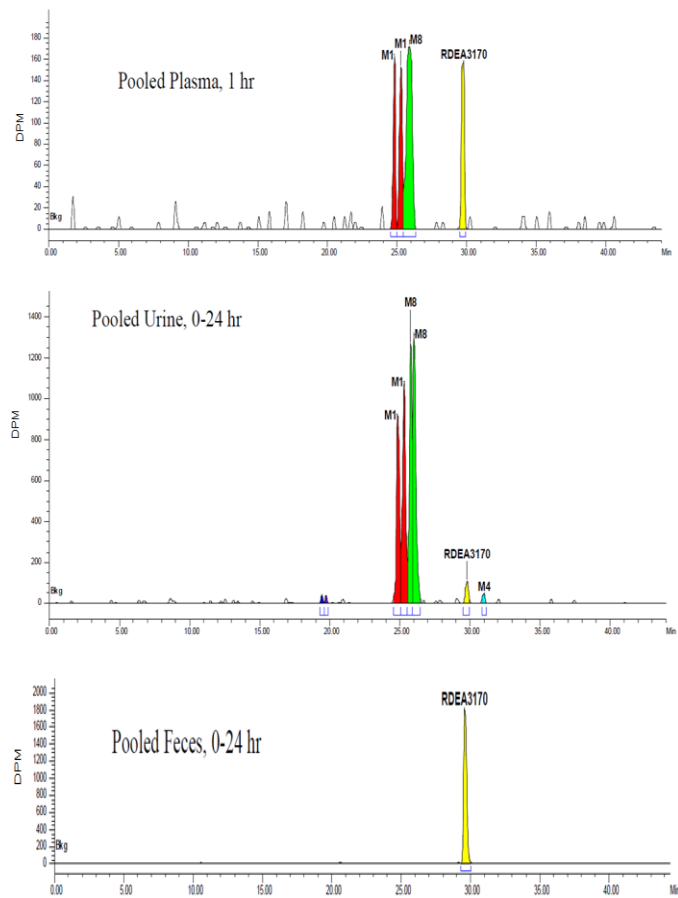 180
160
140
120
100
80
60
40
20
0
DPM
Pooled Plasma, 1 hr
M1
M1
M8
RDEA3170
Bkg
0.00 5.00 10.00 15.00 20.00 25.00 30.00 35.00 40.00 Min
1400
1200
1000
800
600
400
200
0
DPM
Pooled Urine, 0-24 hr
M8
M8
M1
M1
RDEA3170
M4
Bkg
0.00 5.00 10.00 15.00 20.00 25.00 30.00 35.00 40.00 Min
2000
1800
1600
1400
1200
1000
800
600
400
200
0
DPM
Pooled Feces, 0-24 hr
RDEA3170
Bkg
0.00 5.00 10.00 15.00 20.00 25.00 30.00 35.00 40.00 Min